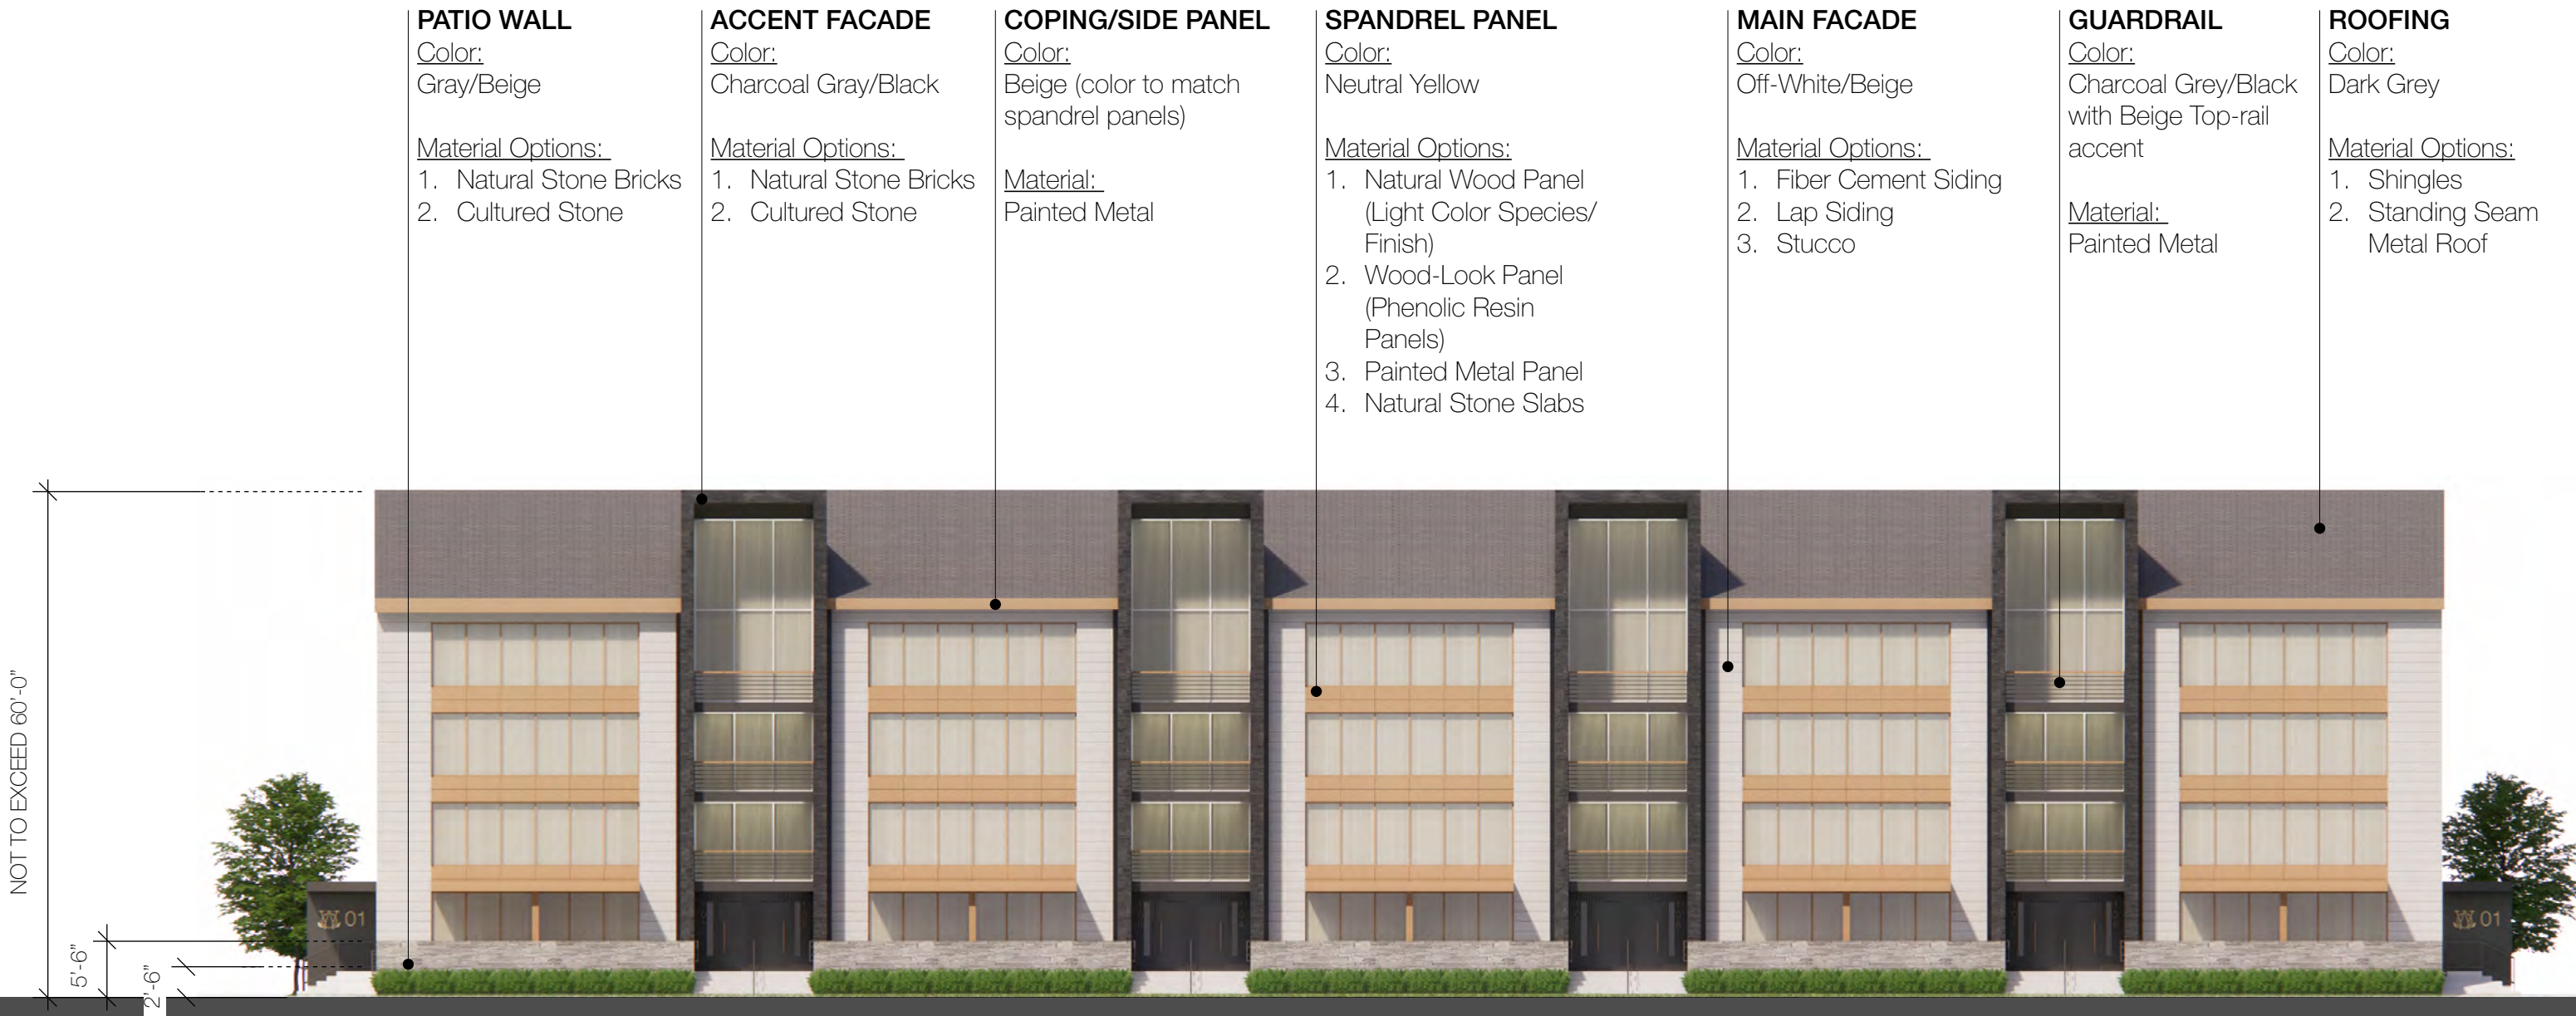 PATIO WALL
Color:
Gray/Beige
Material Options:
1. Natural Stone Bricks
2. Cultured Stone
ACCENT FACADE
Color:
Charcoal Gray/Black
Material Options:
1. Natural Stone Bricks
2. Cultured Stone
COPING/SIDE PANEL
Color:
Beige (color to match
spandrel panels)
Material:
Painted Metal
SPANDREL PANEL
Color:
Neutral Yellow
Material Options:
1. Natural Wood Panel
(Light Color Species/
Finish)
2. Wood-Look Panel
(Phenolic Resin
Panels)
3. Painted Metal Panel
4. Natural Stone Slabs
MAIN FACADE
Color:
Off-White/Beige
Material Options:
1. Fiber Cement Siding
2. Lap Siding
3. Stucco
GUARDRAIL
Color:
Charcoal Grey/Black
with Beige Top-rail
accent
Material:
Painted Metal
ROOFING
Color:
Dark Grey
Material Options:
1. Shingles
2. Standing Seam
Metal Roof
NOT TO EXCEED 60'-0"
5'-6"
2'-6"
01
01